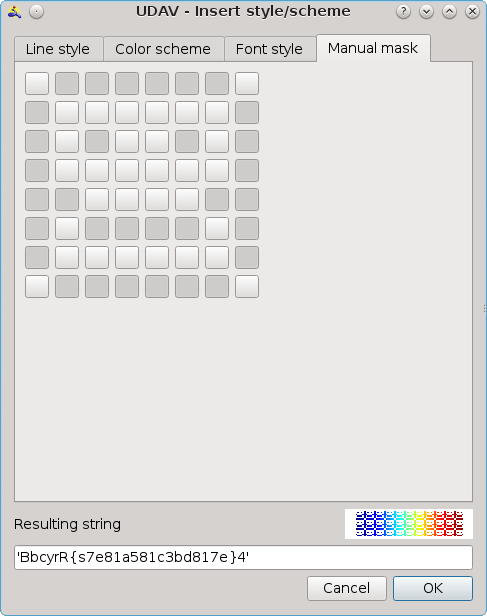 UDAV - Insert style/scheme
Line style Color scheme Font style Manual mask
Resulting string
'BbcyrR{s7e81a581c3bd817e}4'
Cancel OK